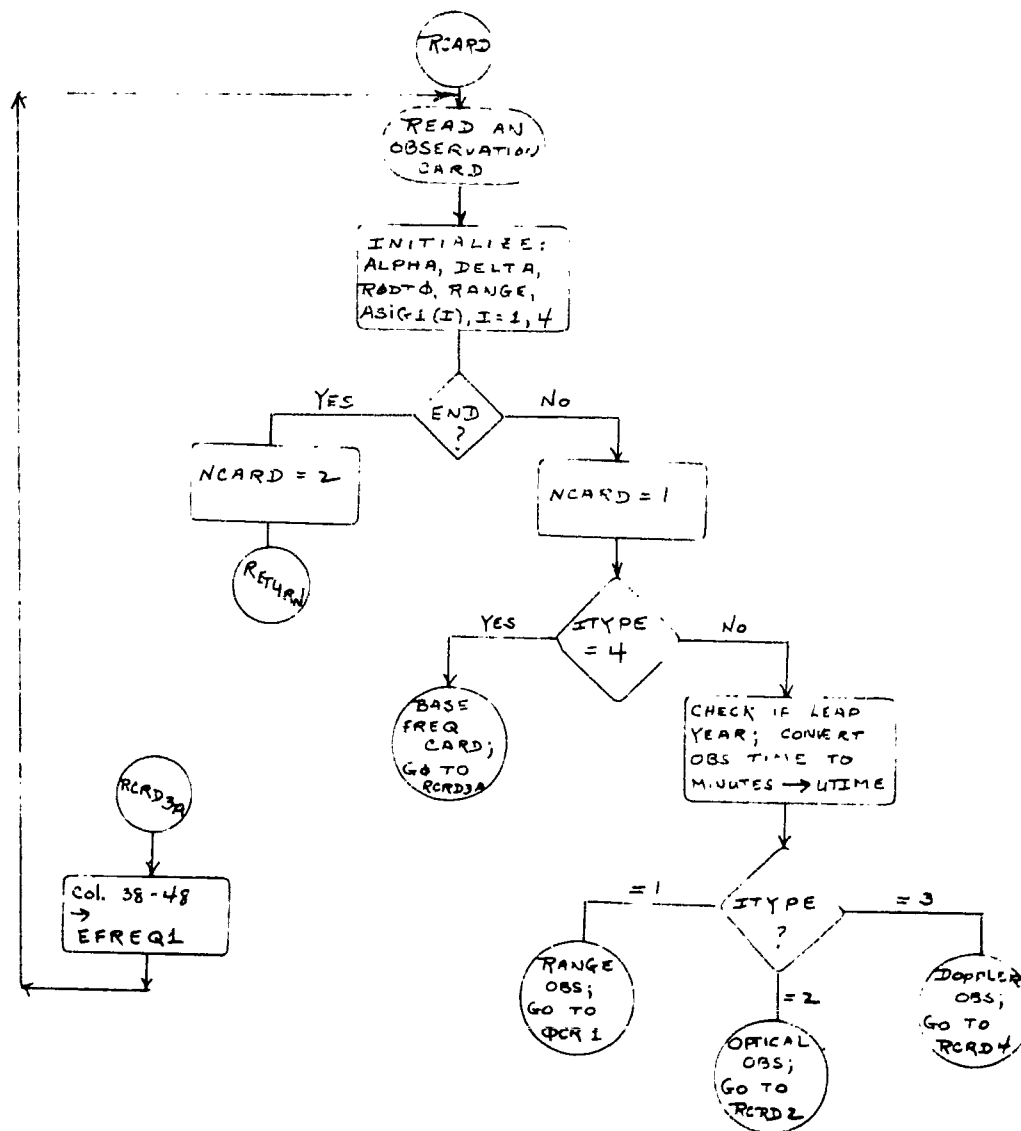 RCARD
READ AN
OBSERVATION
CARD
INITIALIZE:
ALPHA, DELTA,
RØDTØ, RANGE,
ASiG1(I), I=1,4
END
?
YES
NO
NCARD = 2
RETURN
NCARD = 1
ITYPE
= 4
YES
NO
BASE
FREQ
CARD;
GØ TO
RCRD3A
CHECK IF LEAP
YEAR; CONVERT
OBS TIME TO
MINUTES → UTIME
RCRD3A
Col. 38-48
→
EFREQ1
ITYPE
?
= 1
= 2
= 3
RANGE
OBS;
GO TO
ØCR1
OPTICAL
OBS;
GO TO
RCRD2
DOPPLER
OBS;
GO TO
RCRD4